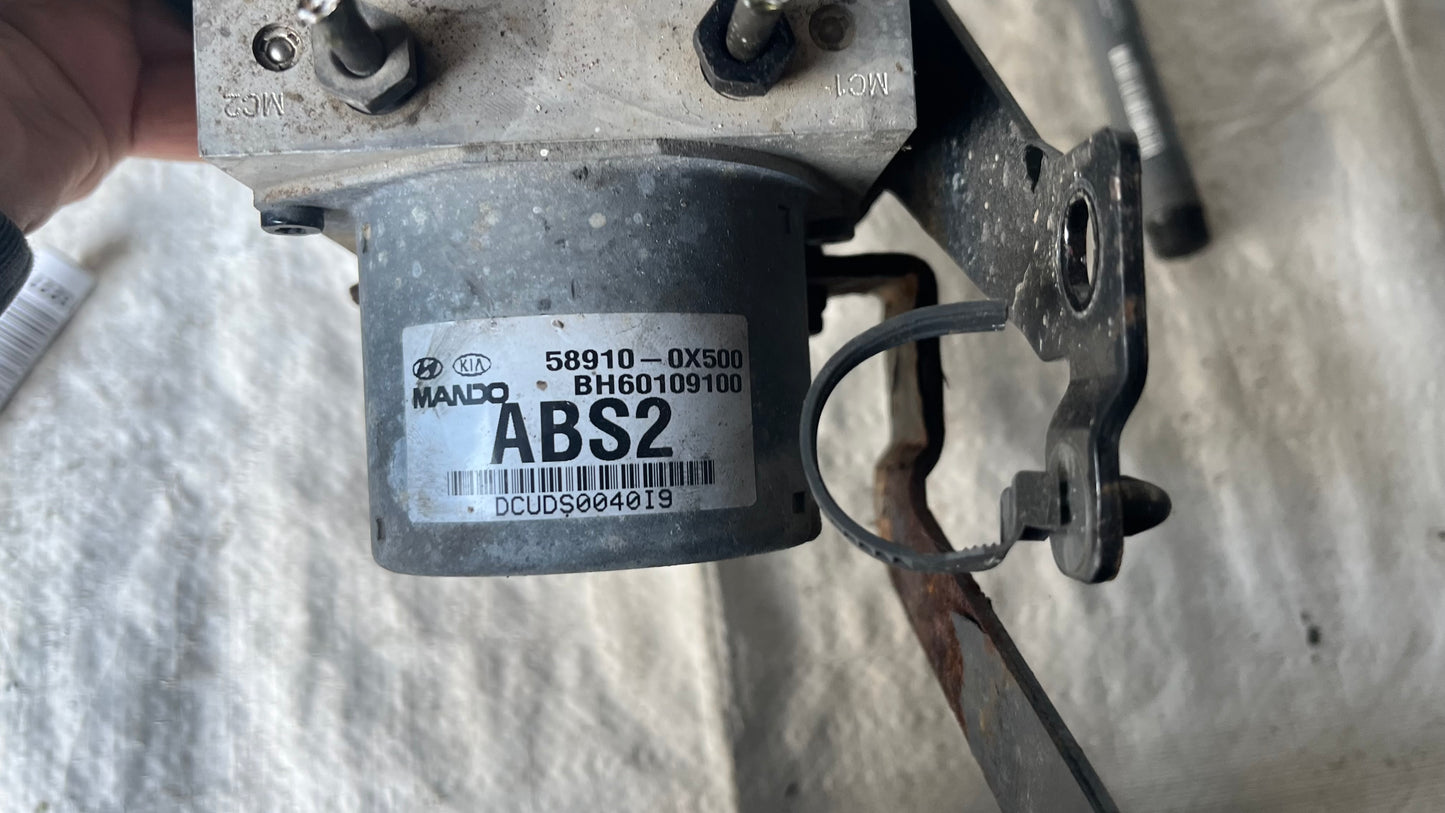 MC2
MC1
KIA 58910-0X500
MANDO BH60109100
ABS2
DCUDS0040I9